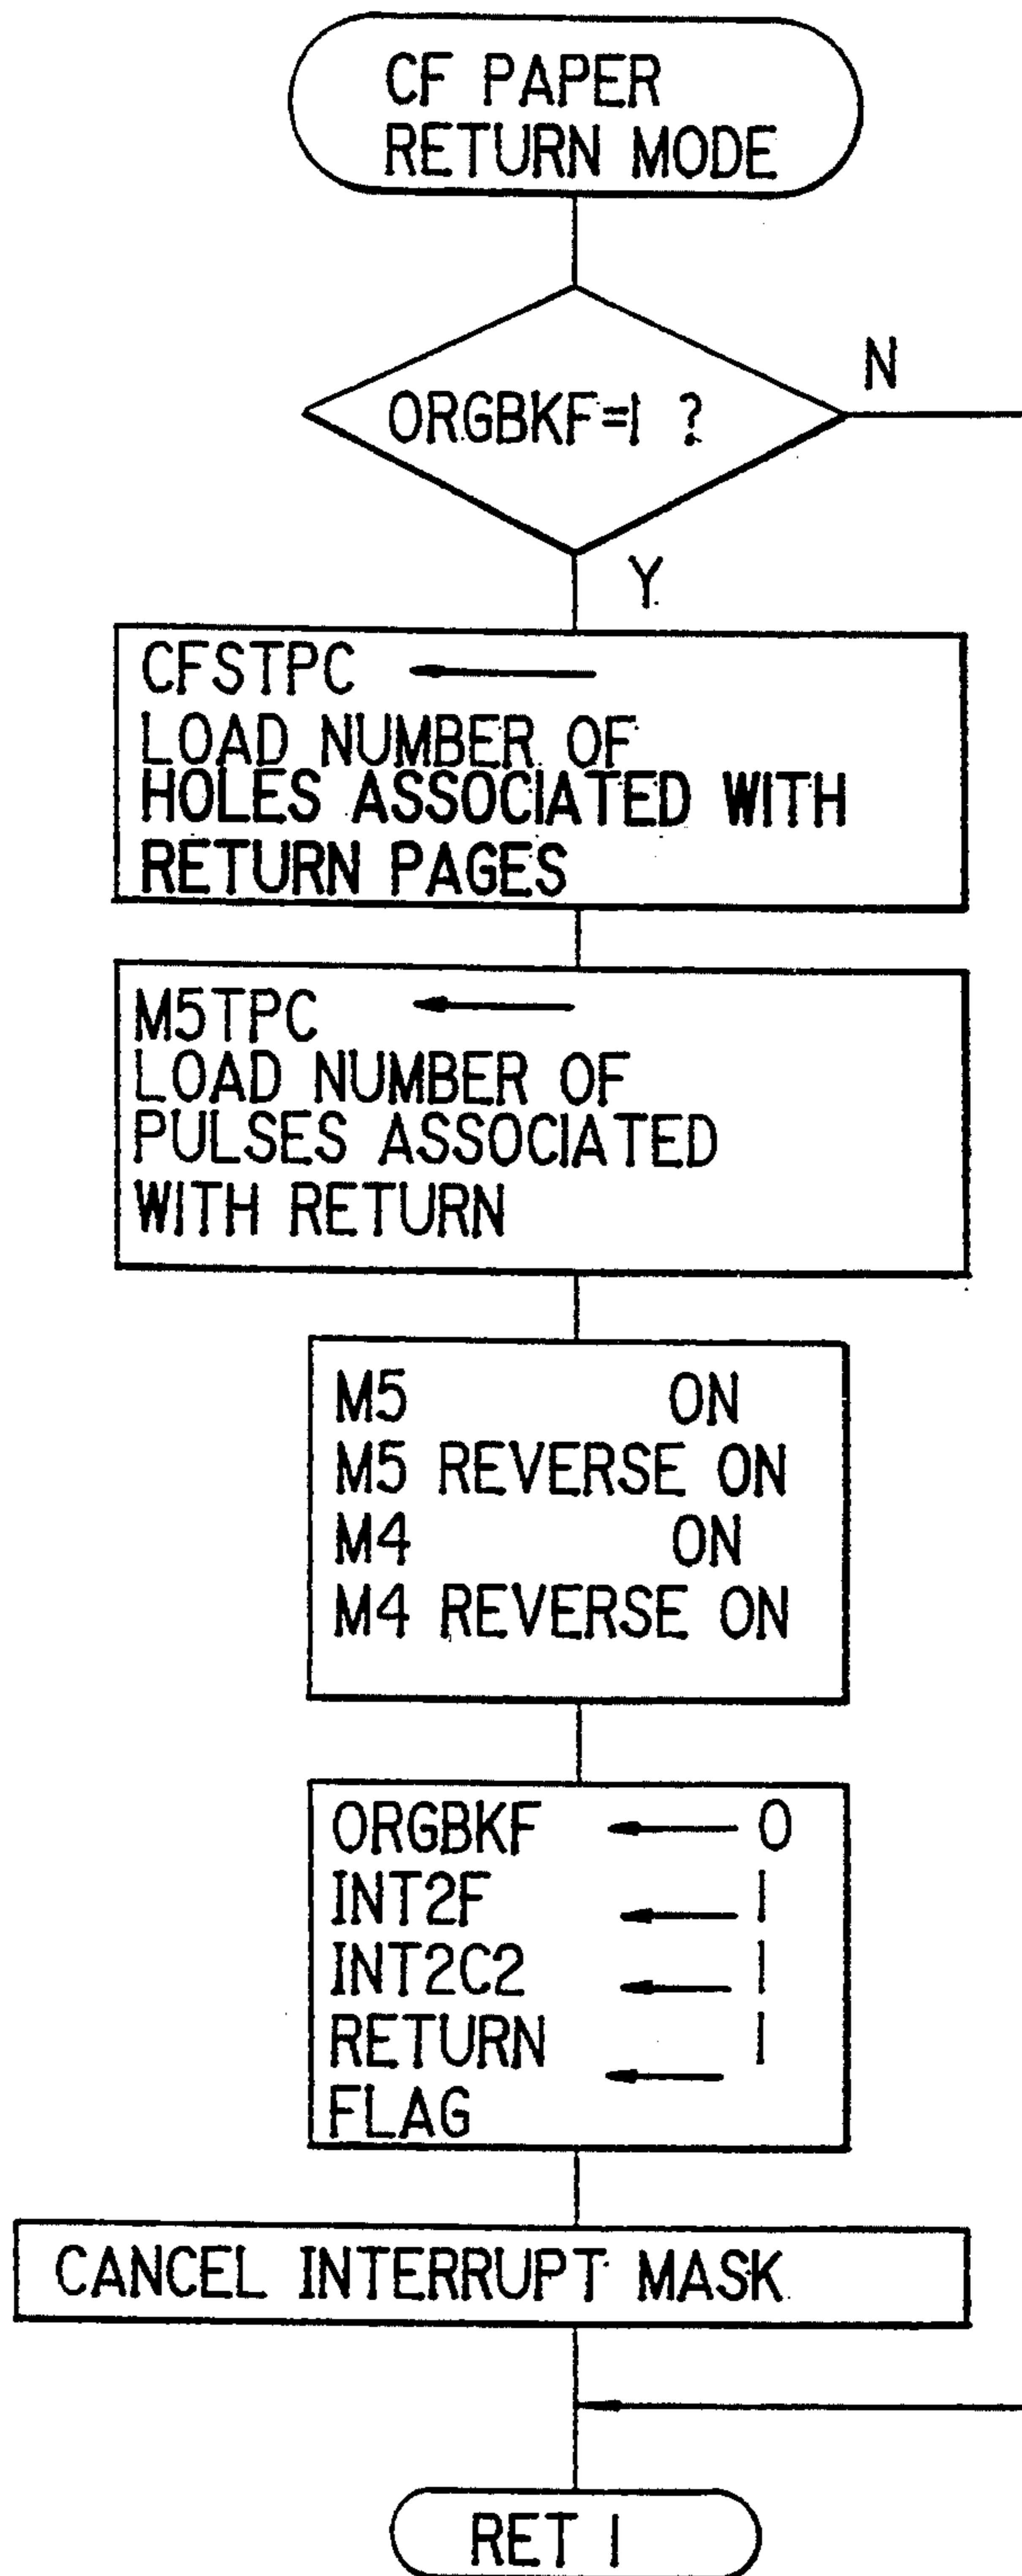 CF PAPER
RETURN MODE
ORGBKF=1 ?
N
Y
CFSTPC ←
LOAD NUMBER OF
HOLES ASSOCIATED WITH
RETURN PAGES
M5TPC ←
LOAD NUMBER OF
PULSES ASSOCIATED
WITH RETURN
M5 ON
M5 REVERSE ON
M4 ON
M4 REVERSE ON
ORGBKF ← 0
INT2F ← 1
INT2C2 ← 1
RETURN ← 1
FLAG
CANCEL INTERRUPT MASK
RET 1